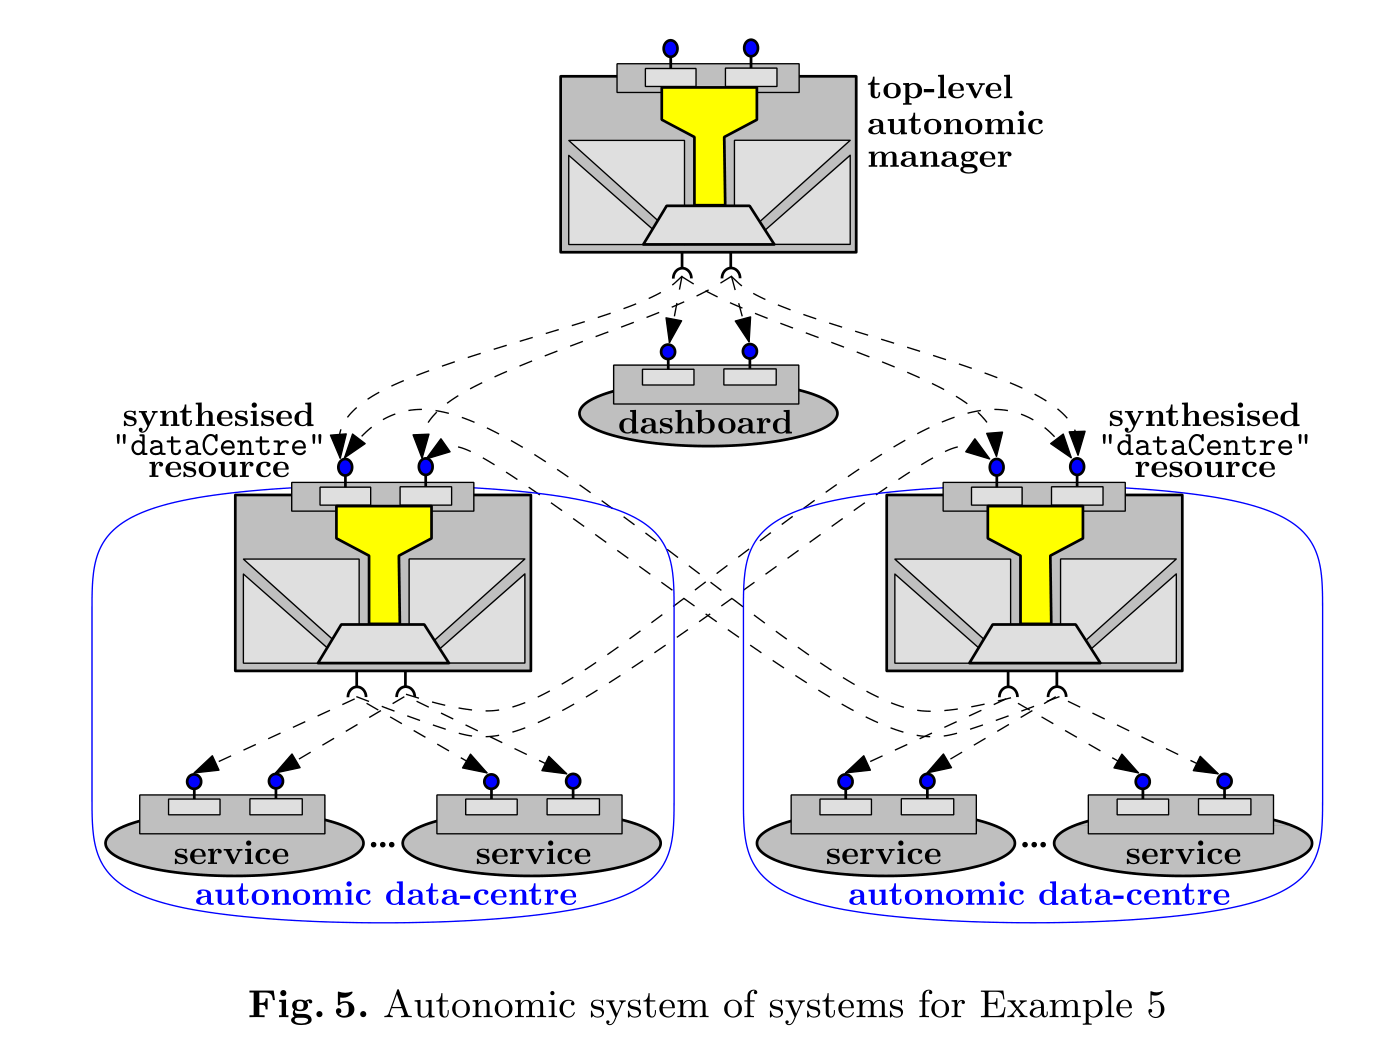 top-level
autonomic
manager
dashboard
synthesised
"dataCentre"
resource
synthesised
"dataCentre"
resource
service ... service
autonomic data-centre
service ... service
autonomic data-centre
Fig. 5. Autonomic system of systems for Example 5